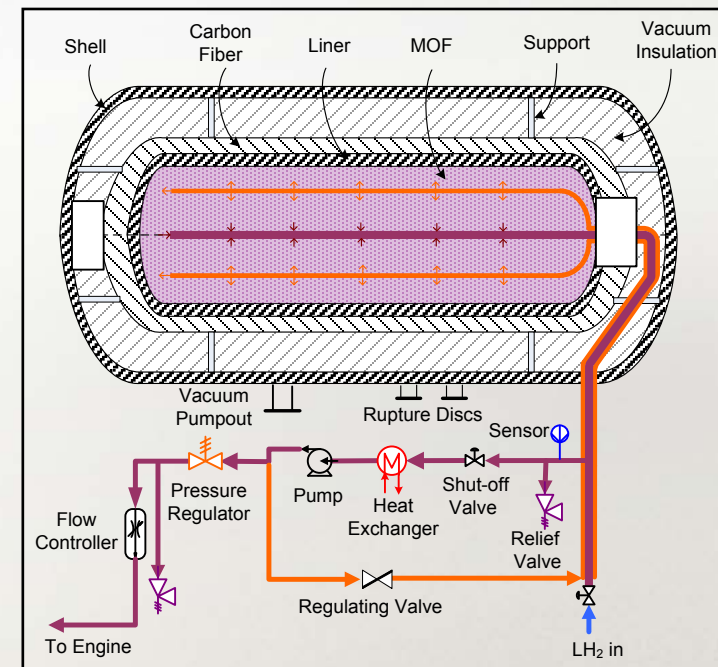 Shell
Carbon
Fiber
Liner
MOF
Support
Vacuum
Insulation
Vacuum
Pumpout
Rupture Discs
Sensor
Pressure
Regulator
Pump
M
Heat
Exchanger
Shut-off
Valve
Relief
Valve
Flow
Controller
Regulating Valve
To Engine
LH₂ in